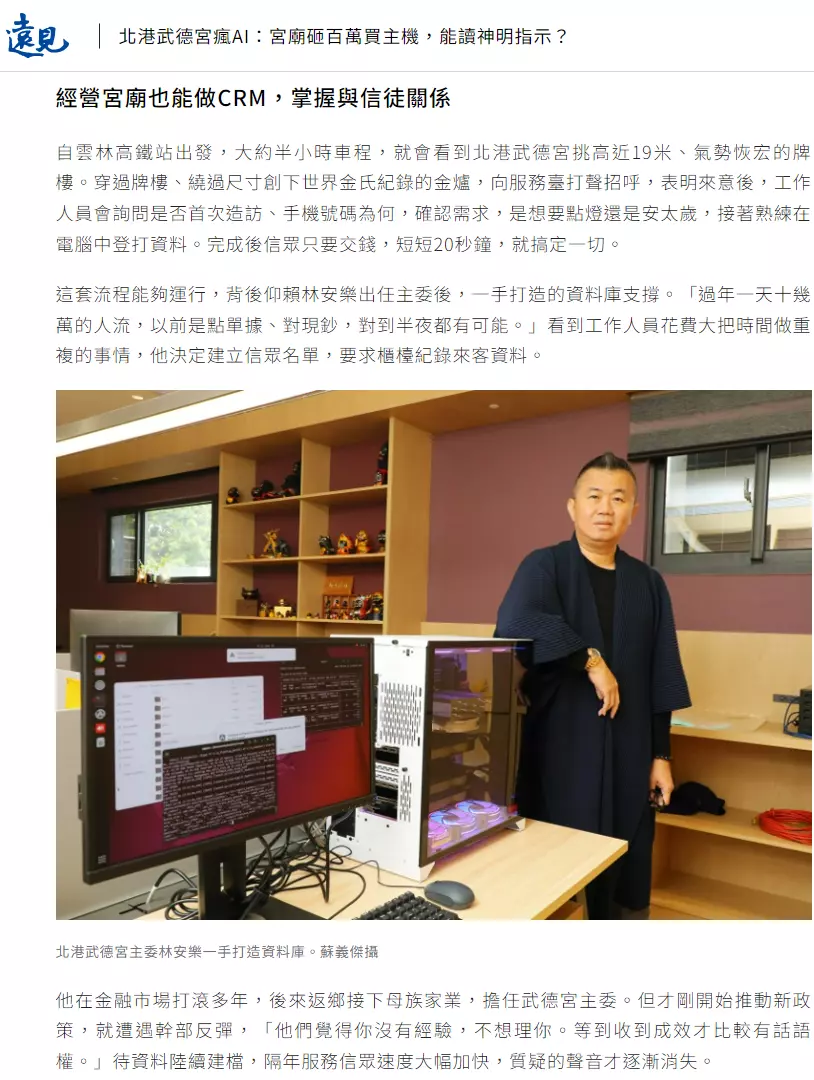 遠見
北港武德宮瘋AI：宮廟砸百萬買主機，能讀神明指示？
經營宮廟也能做CRM，掌握與信徒關係
自雲林高鐵站出發，大約半小時車程，就會看到北港武德宮挑高近19米、氣勢恢宏的牌
樓。穿過牌樓、繞過尺寸創下世界金氏紀錄的金爐，向服務臺打聲招呼，表明來意後，工作
人員會詢問是否首次造訪、手機號碼為何，確認需求，是想要點燈還是安太歲，接著熟練在
電腦中登打資料。完成後信眾只要交錢，短短20秒鐘，就搞定一切。
這套流程能夠運行，背後仰賴林安樂出任主委後，一手打造的資料庫支撐。「過年一天十幾
萬的人流，以前是點單據、對現鈔，對到半夜都有可能。」看到工作人員花費大把時間做重
複的事情，他決定建立信眾名單，要求櫃檯紀錄來客資料。
北港武德宮主委林安樂一手打造資料庫。蘇義傑攝
他在金融市場打滾多年，後來返鄉接下母族家業，擔任武德宮主委。但才剛開始推動新政
策，就遭遇幹部反彈，「他們覺得你沒有經驗，不想理你。等到收到成效才比較有話語
權。」待資料陸續建檔，隔年服務信眾速度大幅加快，質疑的聲音才逐漸消失。